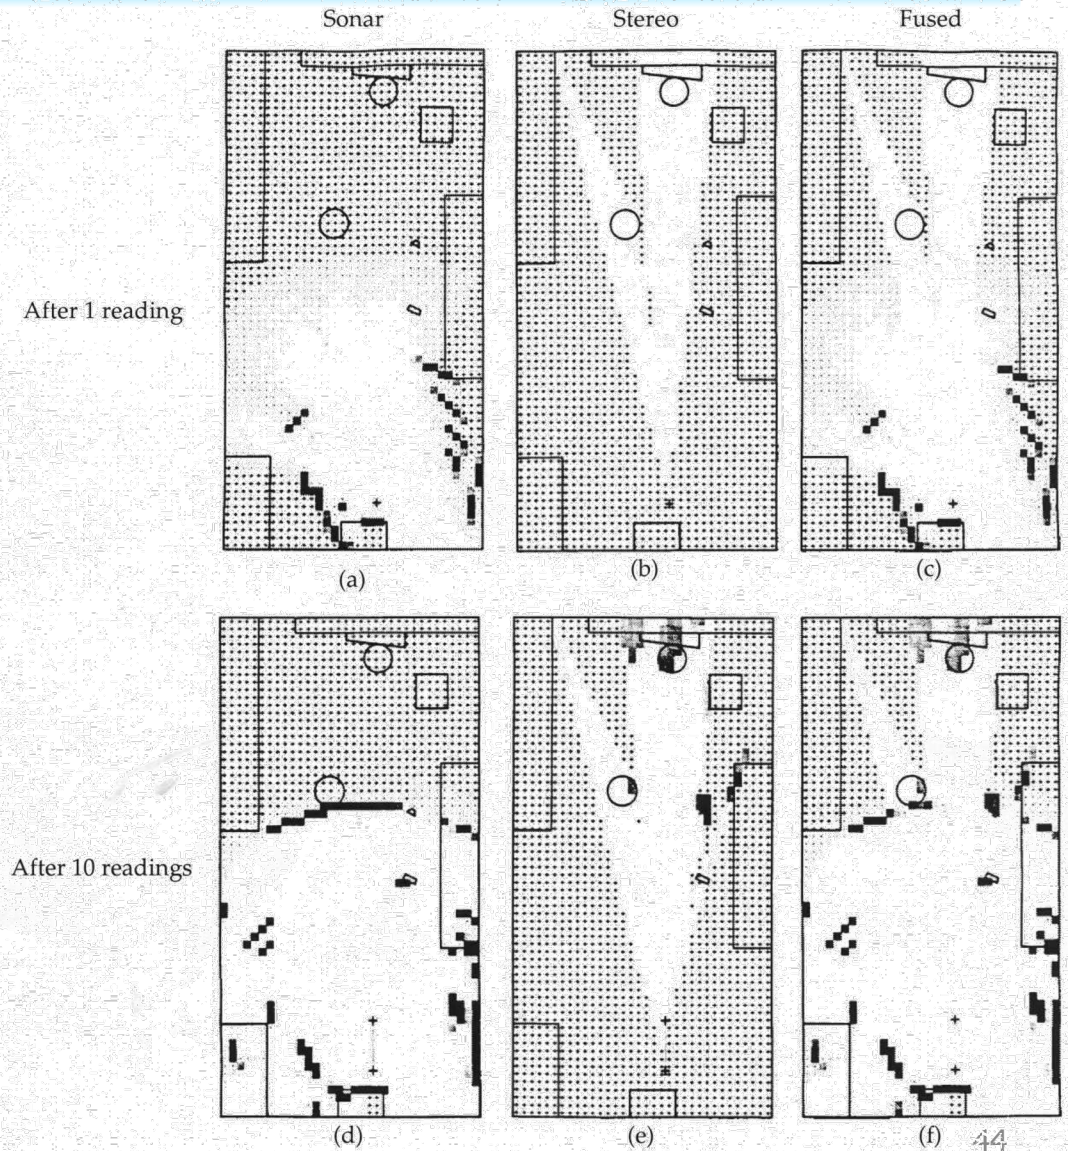 Sonar Stereo Fused
After 1 reading
(a) (b) (c)
After 10 readings
(d) (e) (f)
44